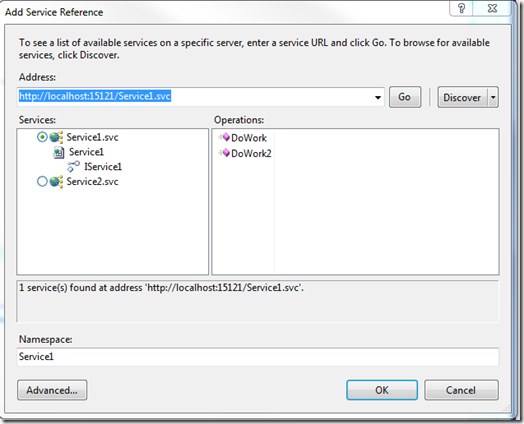 Add Service Reference
To see a list of available services on a specific server, enter a service URL and click Go. To browse for available
services, click Discover.
Address:
http://localhost:15121/Service1.svc
Go
Discover
Services:
Operations:
Service1.svc
Service1
IService1
Service2.svc
DoWork
DoWork2
1 service(s) found at address 'http://localhost:15121/Service1.svc'.
Namespace:
Service1
Advanced...
OK
Cancel